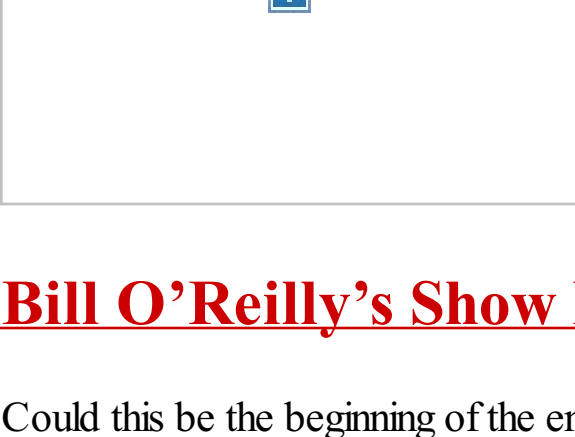 Bill O’Reilly’s Show
Could this be the beginning of the